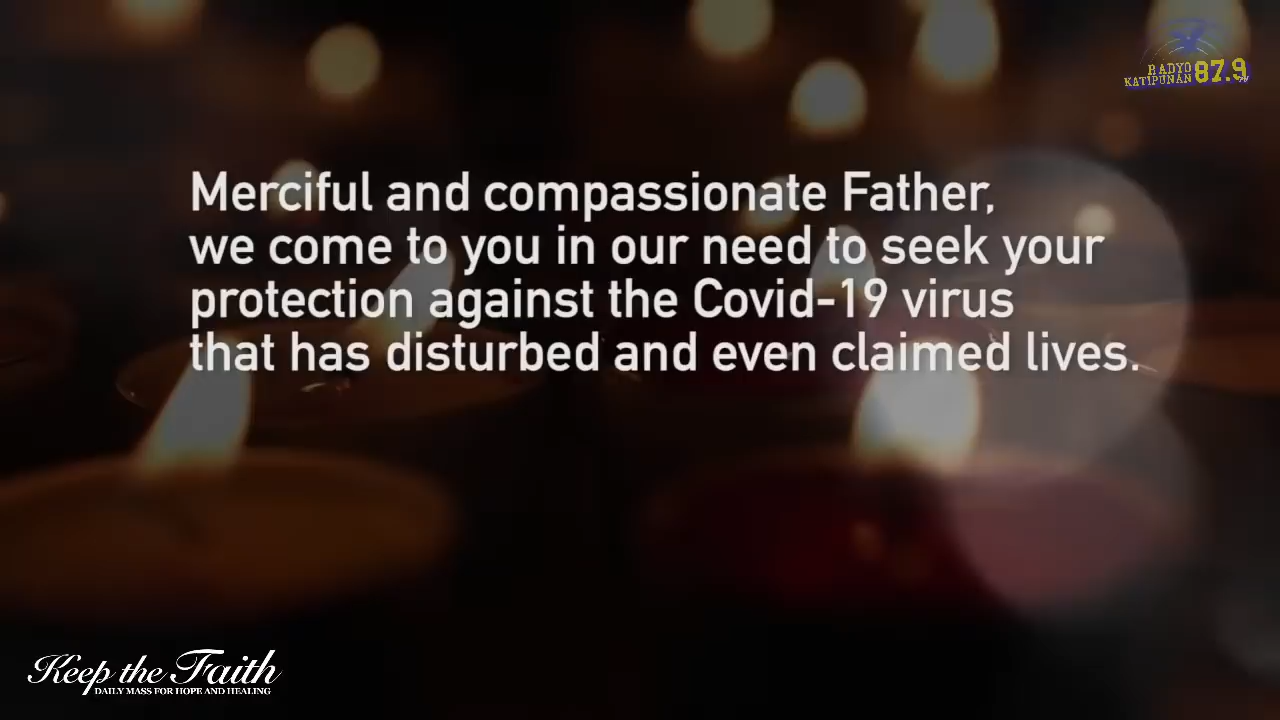 RADYO
KATIPUNAN 87.9
Merciful and compassionate Father,
we come to you in our need to seek your
protection against the Covid-19 virus
that has disturbed and even claimed lives.
Keep the Faith
DAILY MASS FOR HOPE AND HEALING